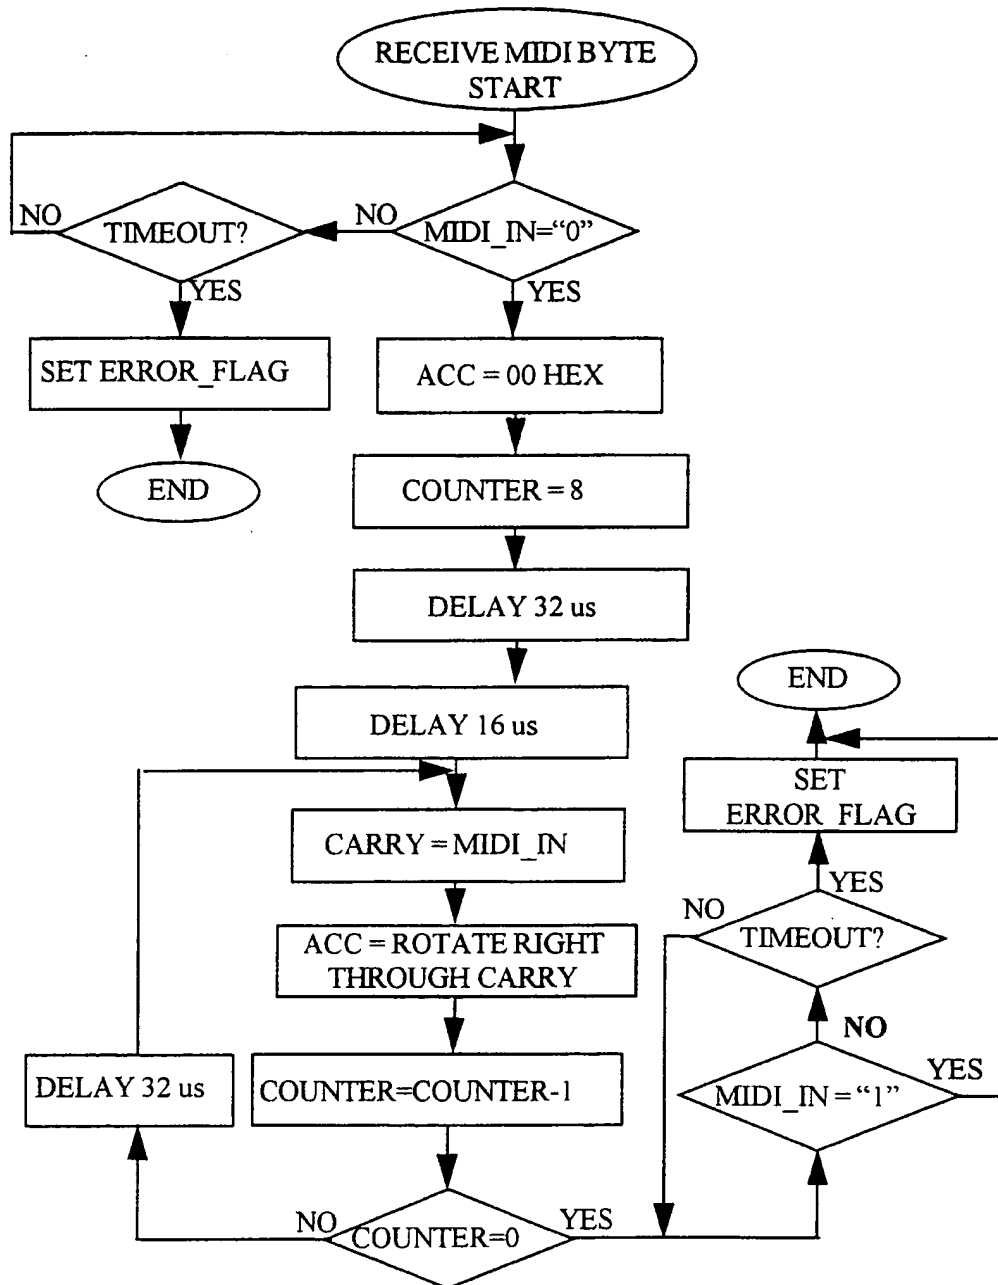 RECEIVE MIDI BYTE
START
NO
TIMEOUT?
NO
MIDI_IN="0"
YES
YES
SET ERROR_FLAG
ACC = 00 HEX
END
COUNTER = 8
DELAY 32 us
END
DELAY 16 us
SET
ERROR FLAG
CARRY = MIDI_IN
YES
NO
TIMEOUT?
ACC = ROTATE RIGHT
THROUGH CARRY
NO
YES
DELAY 32 us
COUNTER=COUNTER-1
MIDI_IN = "1"
NO
COUNTER=0
YES